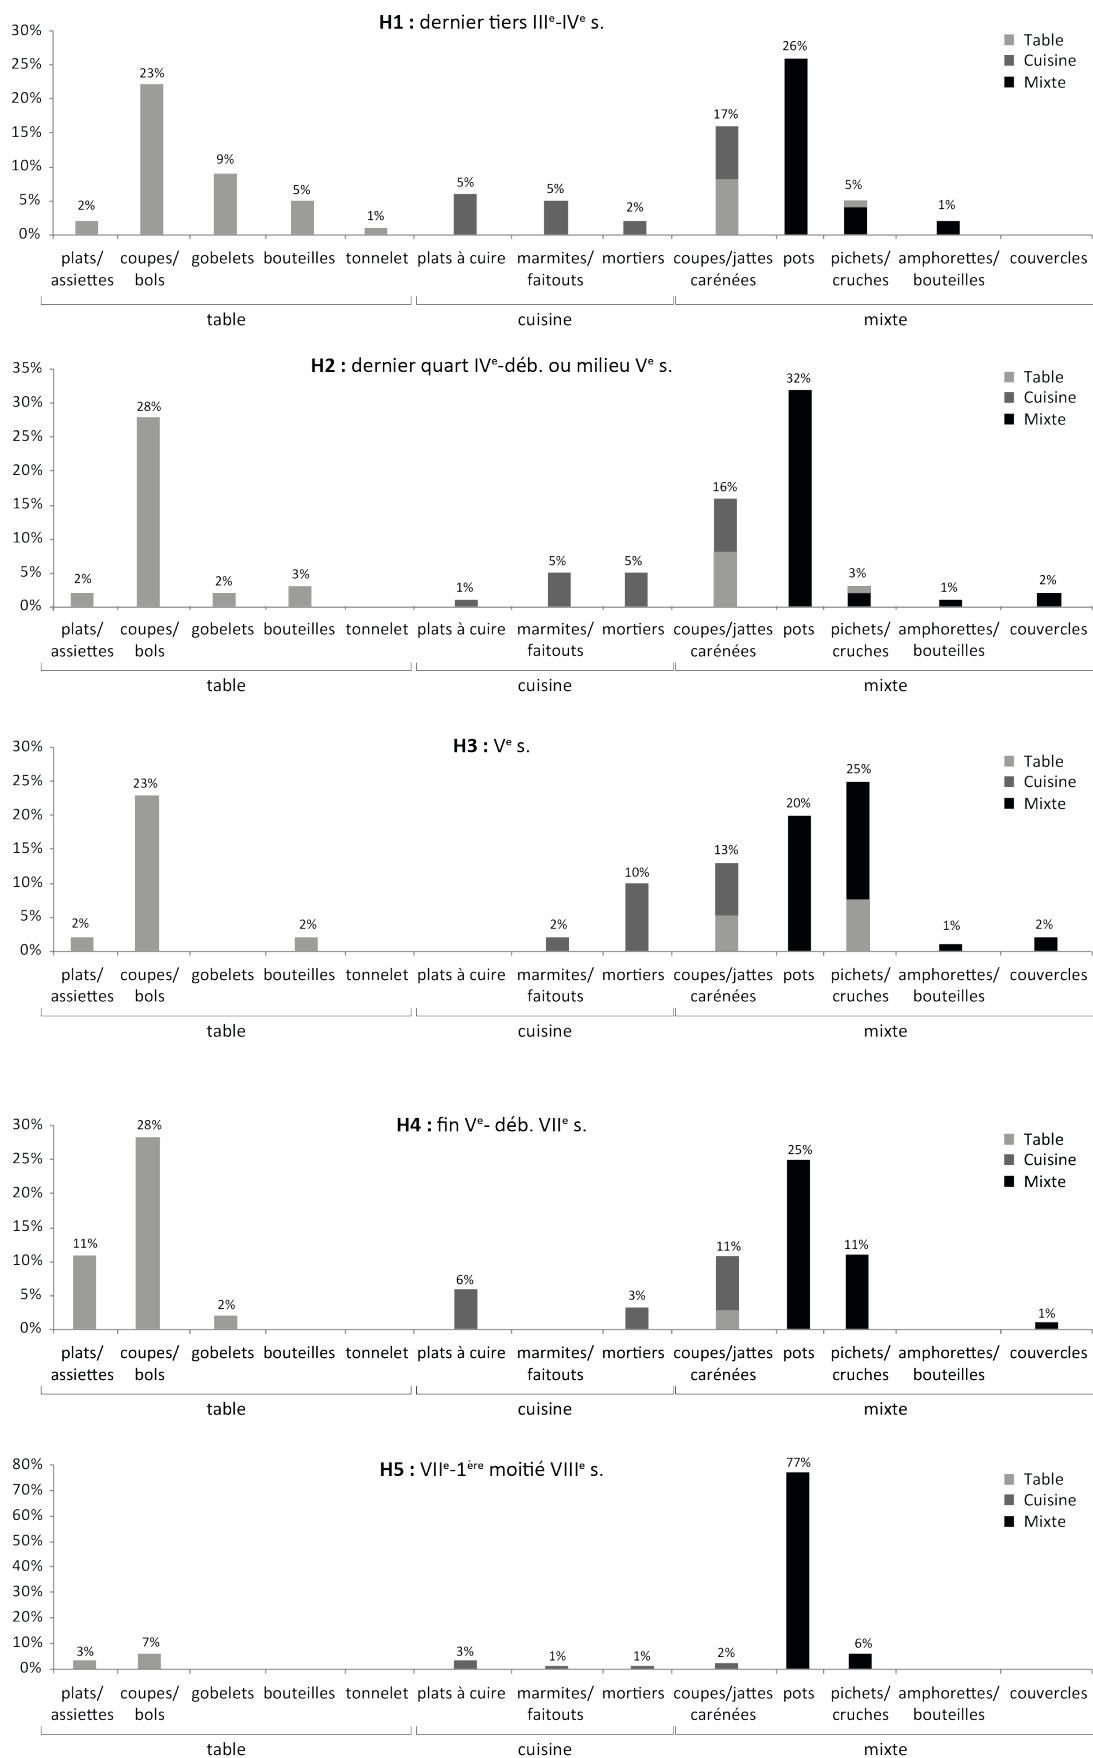 H1 : dernier tiers IIIᵉ-IVᵉ s.
30%
25%
20%
15%
10%
5%
0%
2%
23%
9%
5%
1%
5%
5%
2%
17%
26%
5%
1%
Table
Cuisine
Mixte
plats/ coupes/ gobelets bouteilles tonnelet plats à cuire marmites/ mortiers coupes/jattes pots pichets/ amphorettes/ couvercles
assiettes bols faitouts carénées cruches bouteilles
table cuisine mixte
H2 : dernier quart IVᵉ-déb. ou milieu Vᵉ s.
35%
30%
25%
20%
15%
10%
5%
0%
2%
28%
2%
3%
1%
5%
5%
16%
32%
3%
1%
2%
Table
Cuisine
Mixte
plats/ coupes/ gobelets bouteilles tonnelet plats à cuire marmites/ mortiers coupes/jattes pots pichets/ amphorettes/ couvercles
assiettes bols faitouts carénées cruches bouteilles
table cuisine mixte
H3 : Vᵉ s.
30%
25%
20%
15%
10%
5%
0%
2%
23%
2%
2%
10%
13%
20%
25%
1%
2%
Table
Cuisine
Mixte
plats/ coupes/ gobelets bouteilles tonnelet plats à cuire marmites/ mortiers coupes/jattes pots pichets/ amphorettes/ couvercles
assiettes bols faitouts carénées cruches bouteilles
table cuisine mixte
H4 : fin Vᵉ- déb. VIIᵉ s.
30%
25%
20%
15%
10%
5%
0%
11%
28%
2%
6%
3%
11%
25%
11%
1%
Table
Cuisine
Mixte
plats/ coupes/ gobelets bouteilles tonnelet plats à cuire marmites/ mortiers coupes/jattes pots pichets/ amphorettes/ couvercles
assiettes bols faitouts carénées cruches bouteilles
table cuisine mixte
H5 : VIIᵉ-1ᵉ̀ʳᵉ moitié VIIIᵉ s.
80%
70%
60%
50%
40%
30%
20%
10%
0%
3%
7%
3%
1%
1%
2%
77%
6%
Table
Cuisine
Mixte
plats/ coupes/ gobelets bouteilles tonnelet plats à cuire marmites/ mortiers coupes/jattes pots pichets/ amphorettes/ couvercles
assiettes bols faitouts carénées cruches bouteilles
table cuisine mixte